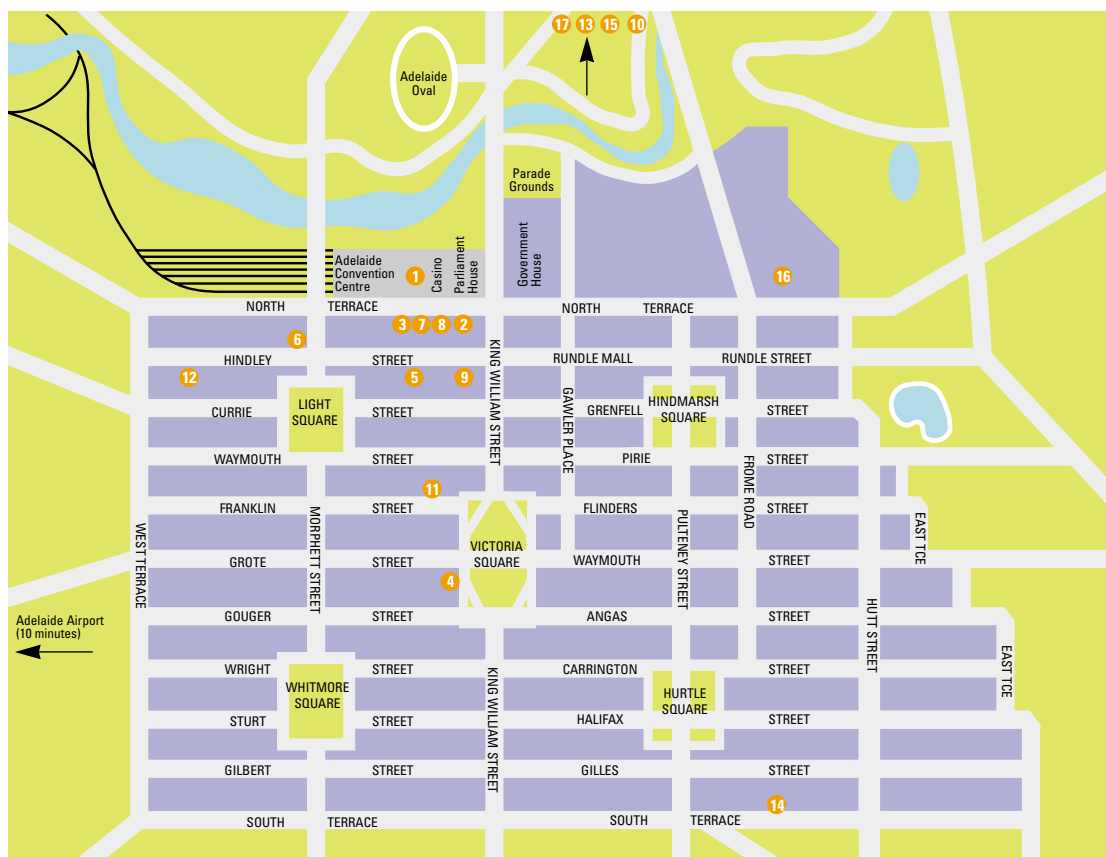 17 13 15 10
Adelaide
Oval
Parade
Grounds
Adelaide
Convention
Centre
1
Casino
Parliament
House
Government
House
16
NORTH TERRACE NORTH TERRACE
3 7 8 2
6
HINDLEY STREET RUNDLE MALL RUNDLE STREET
12 5 9
LIGHT
SQUARE
HINDMARSH
SQUARE
CURRIE STREET GRENFELL STREET
KING WILLIAM STREET
GAWLER PLACE
WAYMOUTH STREET PIRIE STREET
11
FROME ROAD
FRANKLIN STREET FLINDERS STREET
WEST TERRACE
MORPHETT STREET
VICTORIA
SQUARE
PULTENEY STREET
EAST TCE
GROTE STREET WAYMOUTH STREET
4
HUTT STREET
GOUGER STREET ANGAS STREET
Adelaide Airport
(10 minutes)
WRIGHT STREET CARRINGTON STREET
EAST TCE
WHITMORE
SQUARE
KING WILLIAM STREET
HURTLE
SQUARE
STURT STREET HALIFAX STREET
GILBERT STREET GILLES STREET
14
SOUTH TERRACE SOUTH TERRACE